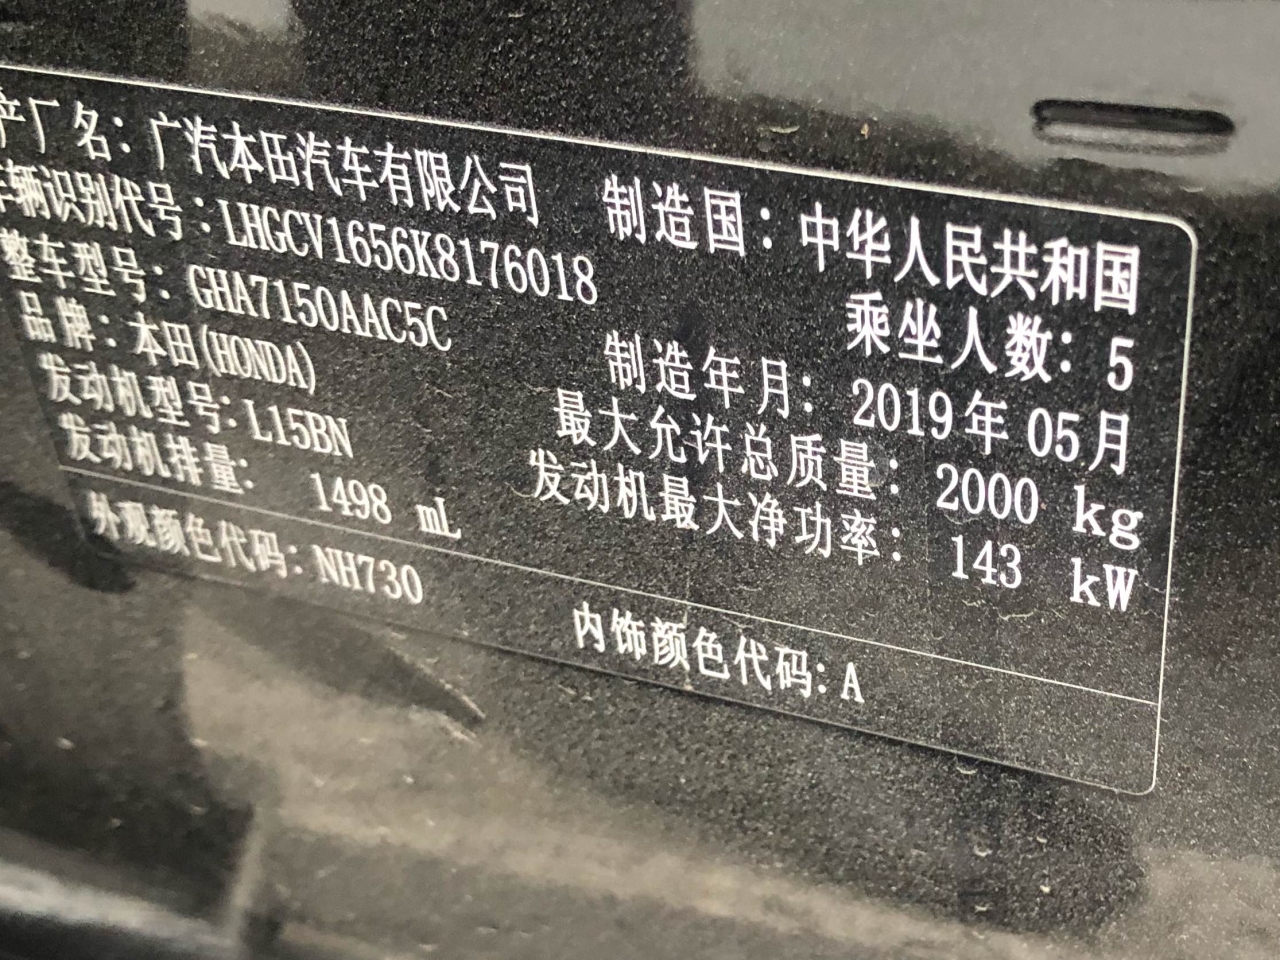 产厂名：广汽本田汽车有限公司 制造国：中华人民共和国
车辆识别代号：LHGCV1656K8176018 乘坐人数：5
整车型号：GHA7150AAC5C 制造年月：2019年05月
品牌：本田(HONDA) 最大允许总质量：2000 kg
发动机型号：L15BN 发动机最大净功率：143 kW
发动机排量： 1498 mL
外观颜色代码：NH730 内饰颜色代码：A